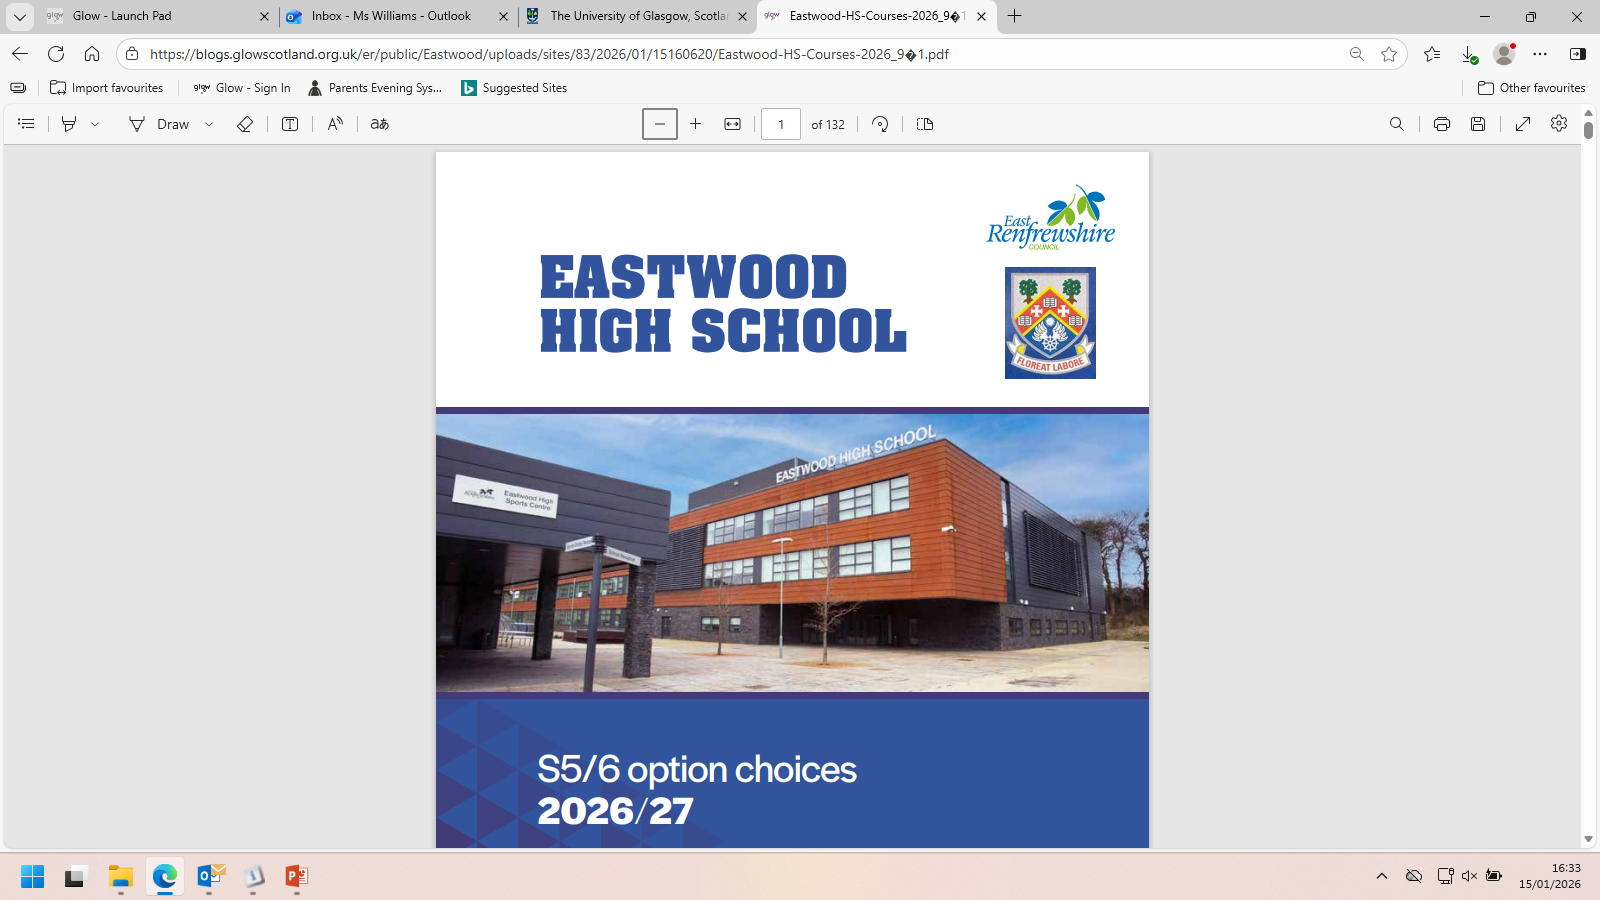 Glow - Launch Pad
Inbox - Ms Williams - Outlook
The University of Glasgow, Scotla
Eastwood-HS-Courses-2026_9�1
https://blogs.glowscotland.org.uk/er/public/Eastwood/uploads/sites/83/2026/01/15160620/Eastwood-HS-Courses-2026_9�1.pdf
Import favourites
glow
Glow - Sign In
Parents Evening Sys...
Suggested Sites
Other favourites
Draw
aあ
1
of 132
East
Renfrewshire
COUNCIL
EASTWOOD
HIGH SCHOOL
FLOREAT LABORE
EASTWOOD HIGH SCHOOL
Eastwood High
Sports Centre
S5/6 option choices
2026/27
16:33
15/01/2026